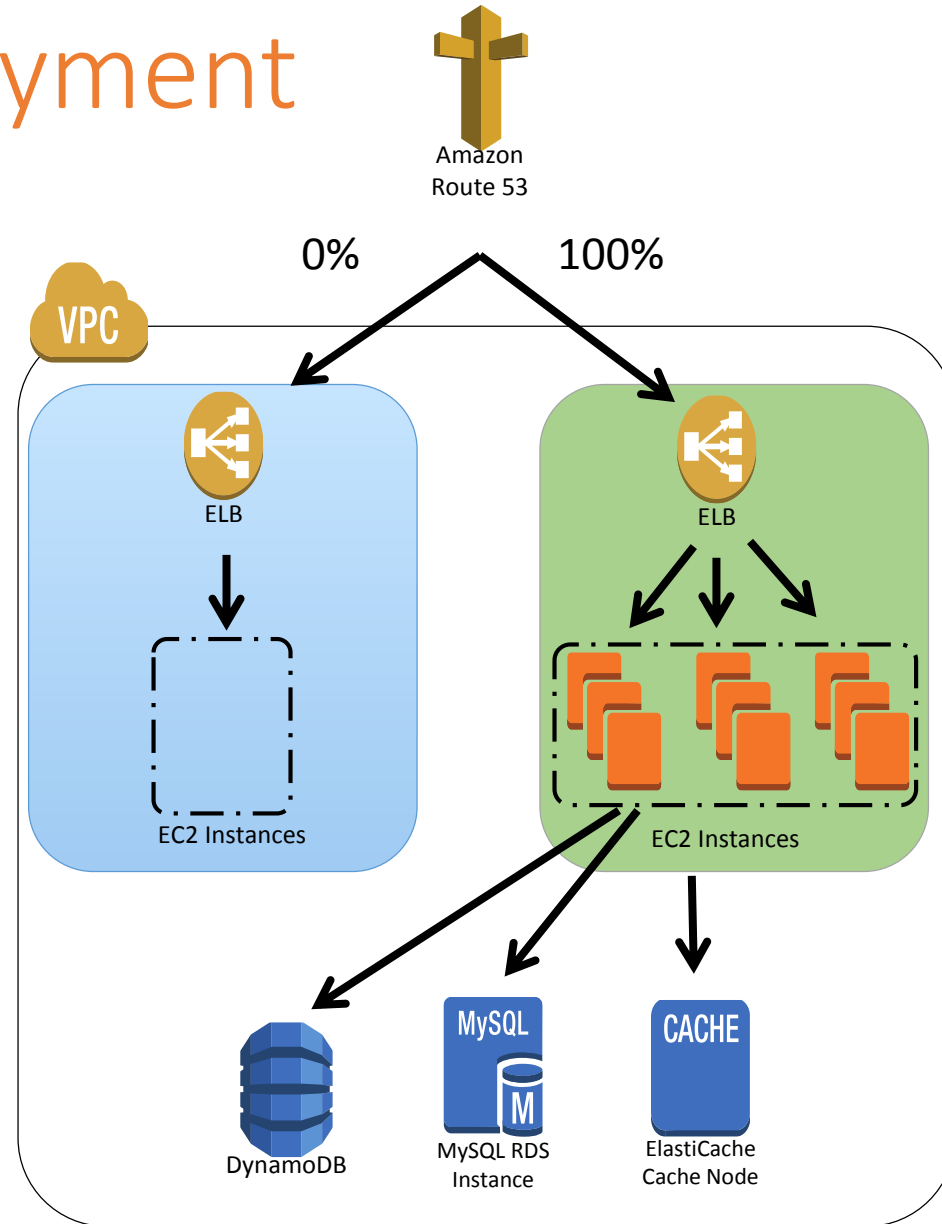 yment
Amazon
Route 53
0%
100%
VPC
ELB
ELB
EC2 Instances
EC2 Instances
MySQL
M
CACHE
DynamoDB
MySQL RDS
Instance
ElastiCache
Cache Node